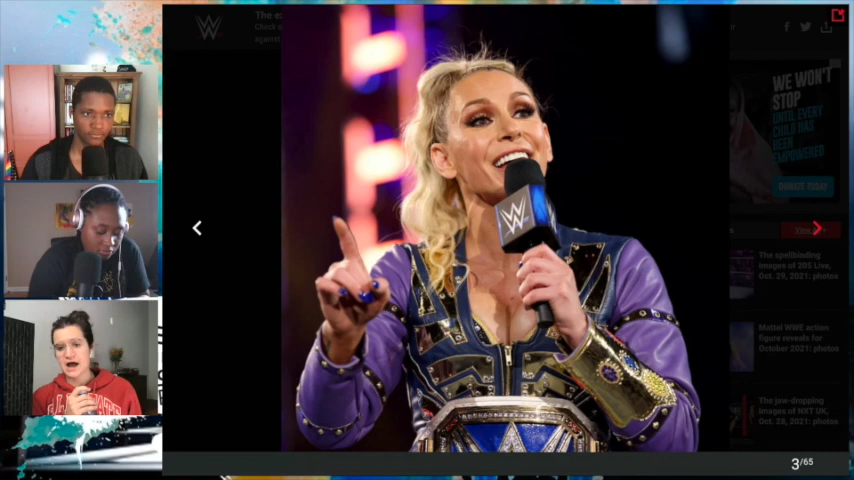 W
The e
Check
against
WE WON'T
STOP
UNTIL EVERY
CHILD HAS
BEEN
EMPOWERED
DONATE TODAY
W
View
The spellbinding
images of 205 Live,
Oct. 29, 2021: photos
Mattel WWE action
figure reveals for
October 2021: photos
The jaw-dropping
images of NXT UK,
Oct. 28, 2021: photos
3/65